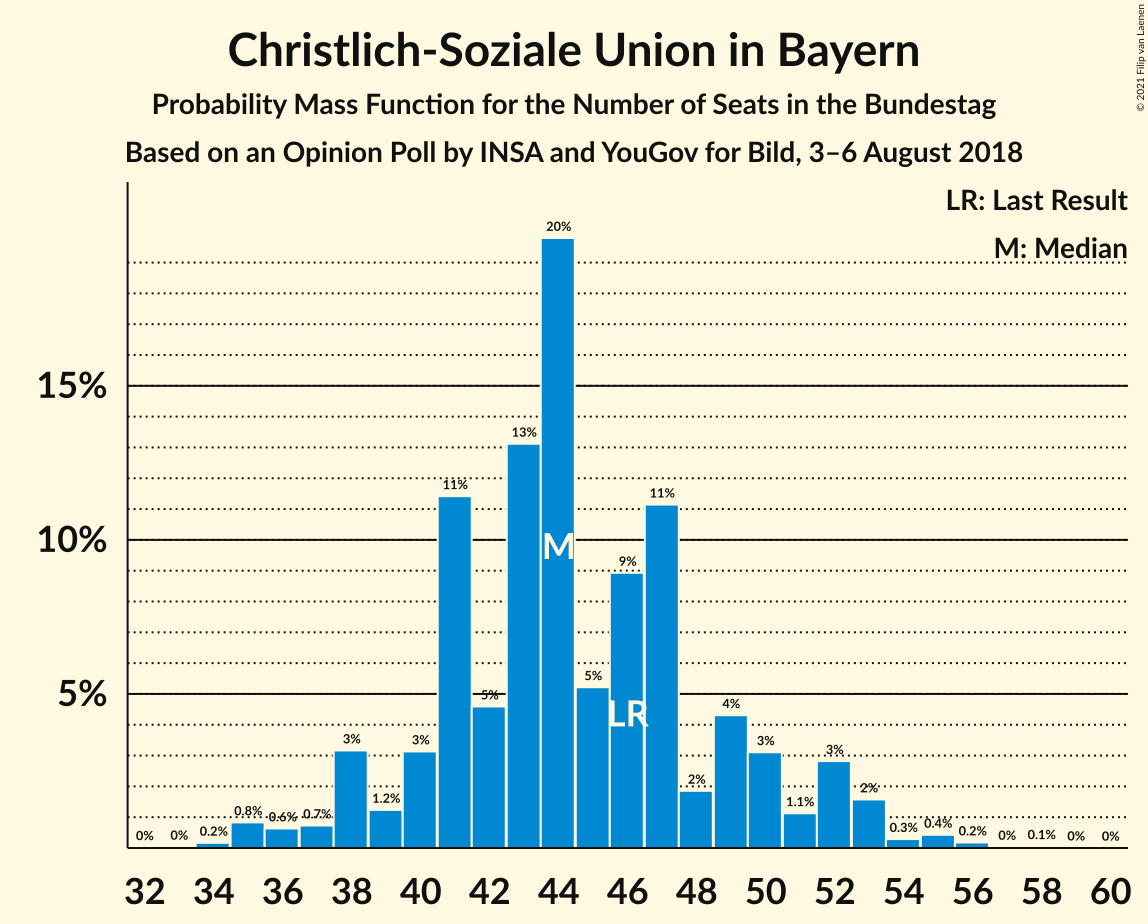 Christlich-Soziale Union in Bayern
Probability Mass Function for the Number of Seats in the Bundestag
Based on an Opinion Poll by INSA and YouGov for Bild, 3–6 August 2018
© 2021 Filip van Laenen
LR: Last Result
M: Median
15%
10%
5%
0% 0% 0.2% 0.8% 0.6% 0.7% 3% 1.2% 3% 11% 5% 13% 20% 5% 9% 11% 2% 4% 3% 1.1% 3% 2% 0.3% 0.4% 0.2% 0% 0.1% 0% 0%
M
LR
32 34 36 38 40 42 44 46 48 50 52 54 56 58 60